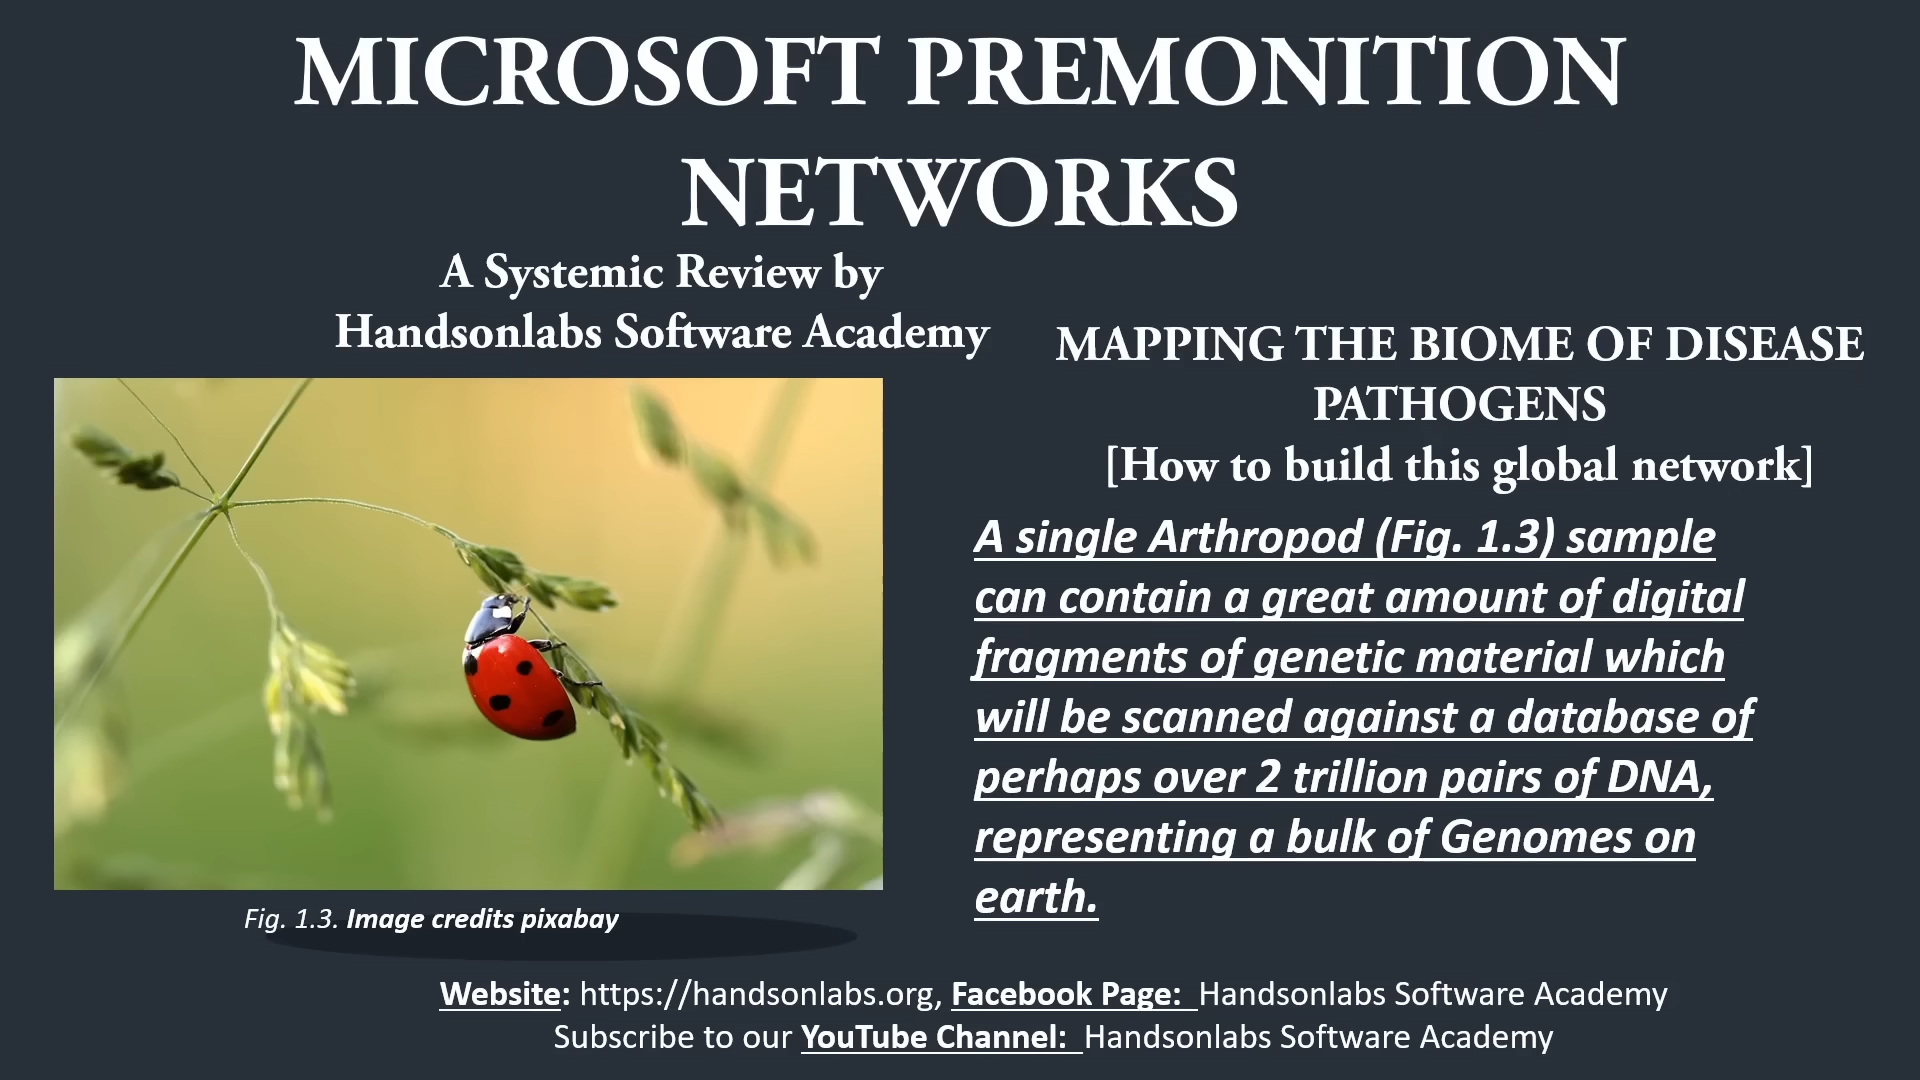 MICROSOFT PREMONITION
NETWORKS
A Systemic Review by
Handsonlabs Software Academy
MAPPING THE BIOME OF DISEASE
PATHOGENS
[How to build this global network]
A single Arthropod (Fig. 1.3) sample
can contain a great amount of digital
fragments of genetic material which
will be scanned against a database of
perhaps over 2 trillion pairs of DNA,
representing a bulk of Genomes on
earth.
Fig. 1.3. Image credits pixabay
Website: https://handsonlabs.org, Facebook Page: Handsonlabs Software Academy
Subscribe to our YouTube Channel: Handsonlabs Software Academy